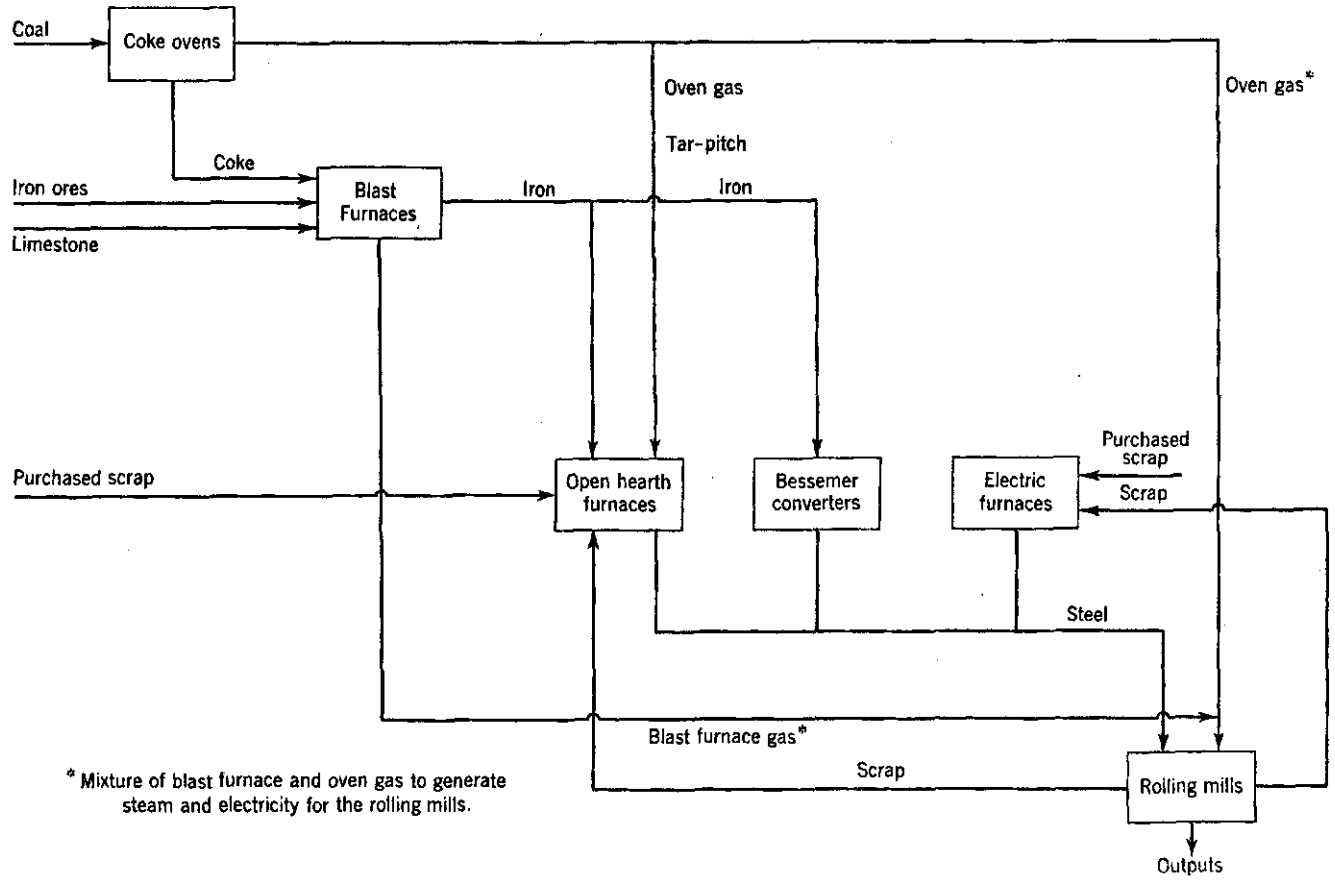 Coal
Coke ovens
Oven gas
Oven gas*
Tar-pitch
Coke
Iron ores
Limestone
Blast
Furnaces
Iron
Iron
Purchased scrap
Open hearth
furnaces
Bessemer
converters
Electric
furnaces
Purchased
scrap
Scrap
Steel
Blast furnace gas*
Scrap
Rolling mills
Outputs
* Mixture of blast furnace and oven gas to generate
steam and electricity for the rolling mills.